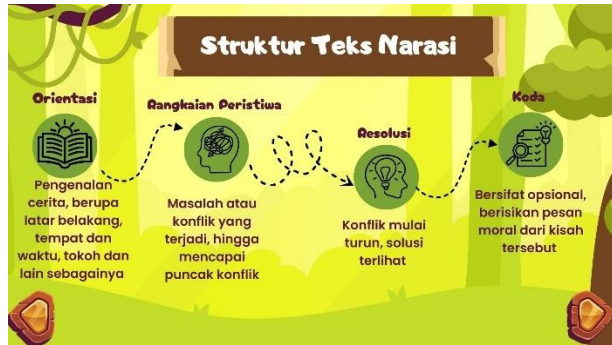 Struktur Teks Narasi
Orientasi
Pengenalan
cerita, berupa
latar belakang,
tempat dan
waktu, tokoh dan
lain sebagainya
Rangkaian Peristiwa
Masalah atau
konflik yang
terjadi, hingga
mencapai
puncak konflik
Resolusi
Konflik mulai
turun, solusi
terlihat
Koda
Bersifat opsional,
berisikan pesan
moral dari kisah
tersebut